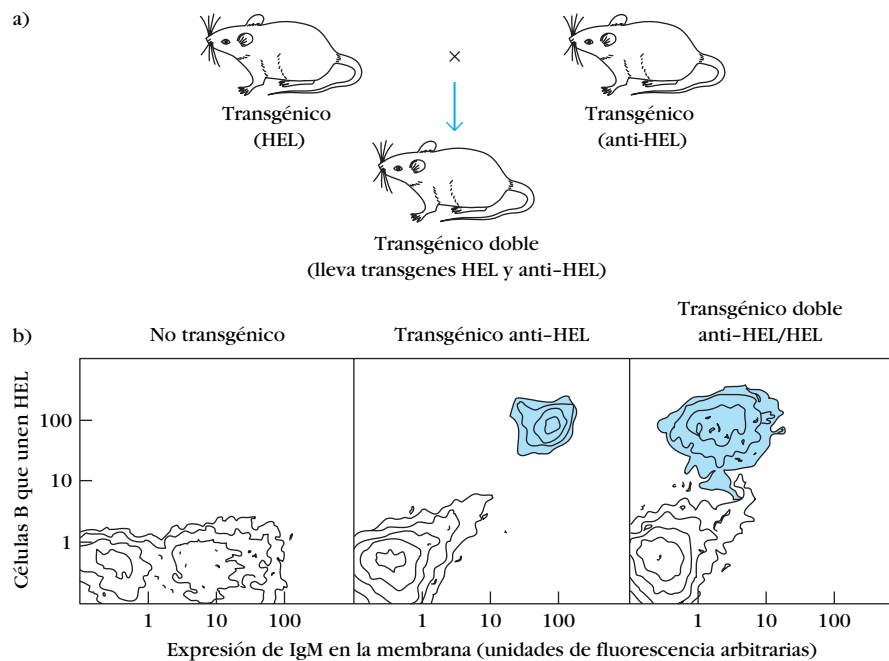 a)
×
Transgénico
(HEL)
Transgénico
(anti-HEL)
Transgénico doble
(lleva transgenes HEL y anti-HEL)
b)
No transgénico
Transgénico anti-HEL
Transgénico doble
anti-HEL/HEL
Células B que unen HEL
100
10
1
1 10 100
1 10 100
1 10 100
Expresión de IgM en la membrana (unidades de fluorescencia arbitrarias)